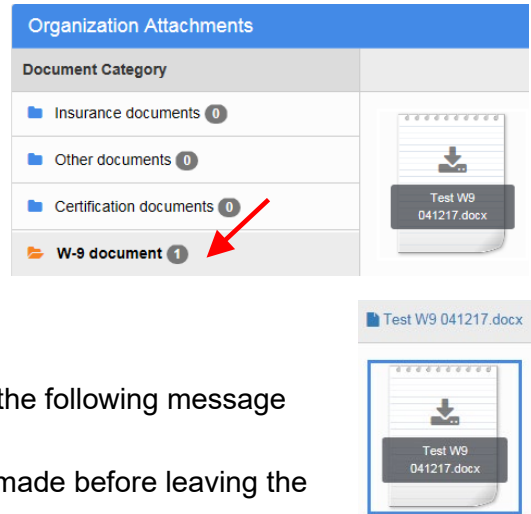 Organization Attachments
Document Category
Insurance documents 0
Other documents 0
Certification documents 0
W-9 document 1
Test W9
041217.docx
Test W9 041217.docx
the following message
made before leaving the
Test W9
041217.docx